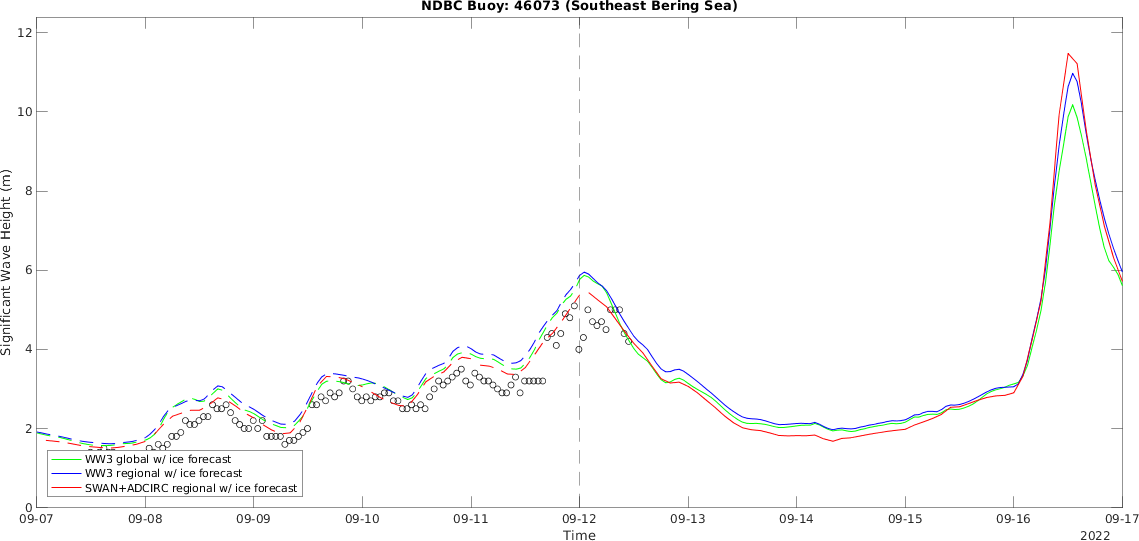 NDBC Buoy: 46073 (Southeast Bering Sea)
12
10
8
6
4
2
0
Significant Wave Height (m)
WW3 global w/ ice forecast
WW3 regional w/ ice forecast
SWAN+ADCIRC regional w/ ice forecast
09-07 09-08 09-09 09-10 09-11 09-12 09-13 09-14 09-15 09-16 09-17
Time
2022